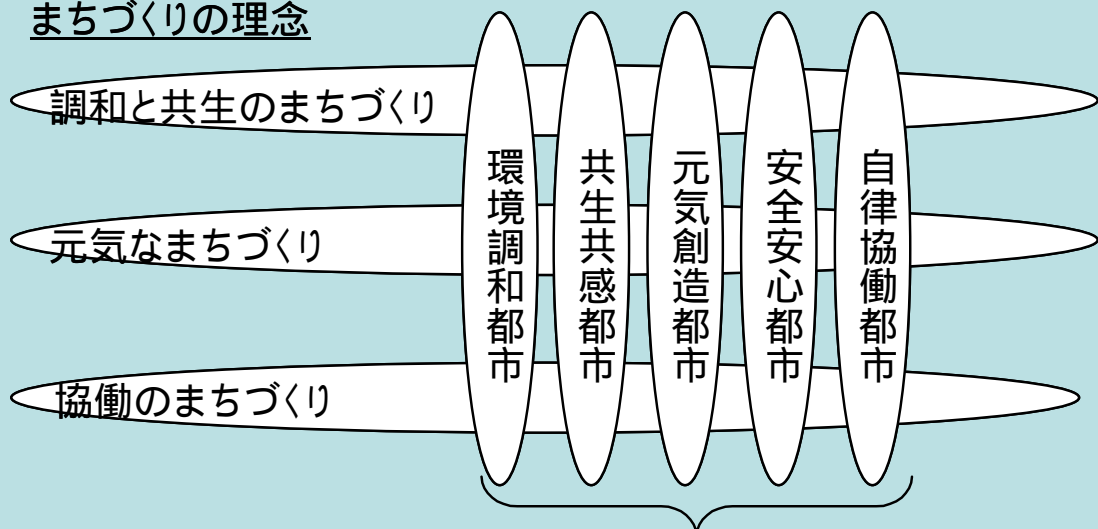 まちづくりの理念
調和と共生のまちづくり
元気なまちづくり
協働のまちづくり
環境調和都市
共生共感都市
元気創造都市
安全安心都市
自律協働都市